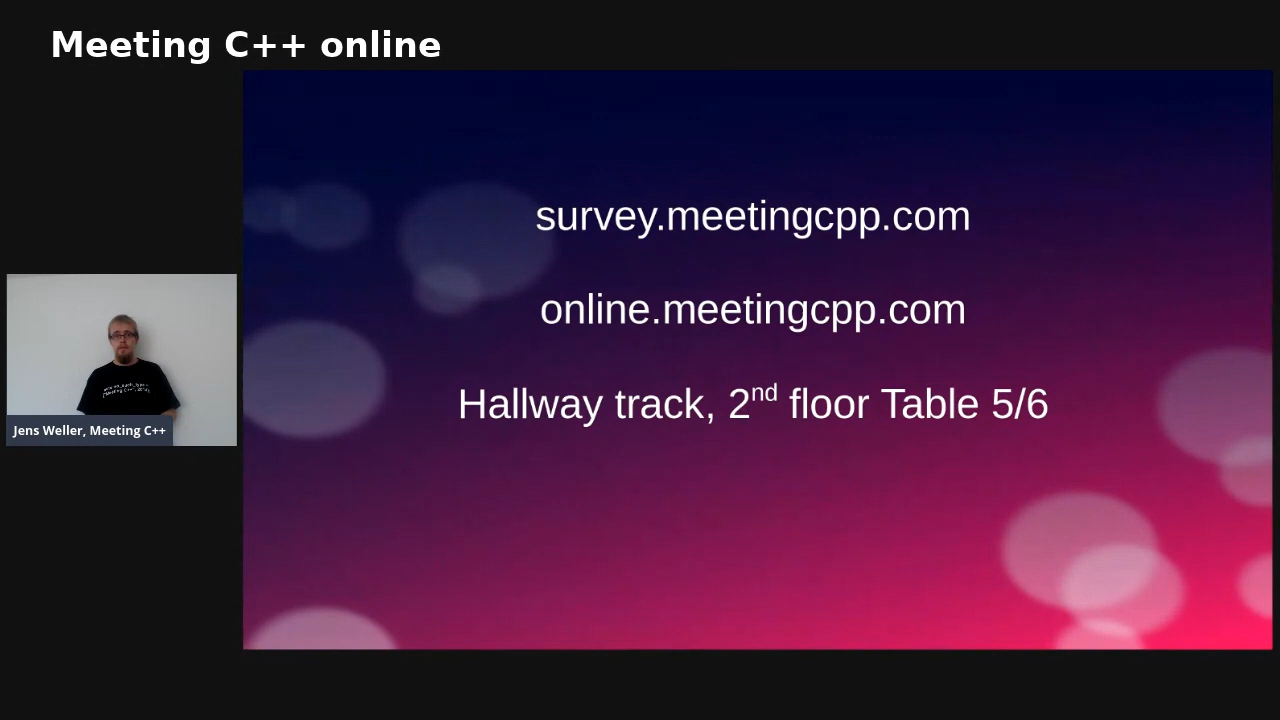 Meeting C++ online
survey.meetingcpp.com
online.meetingcpp.com
Hallway track, 2nd floor Table 5/6
Jens Weller, Meeting C++